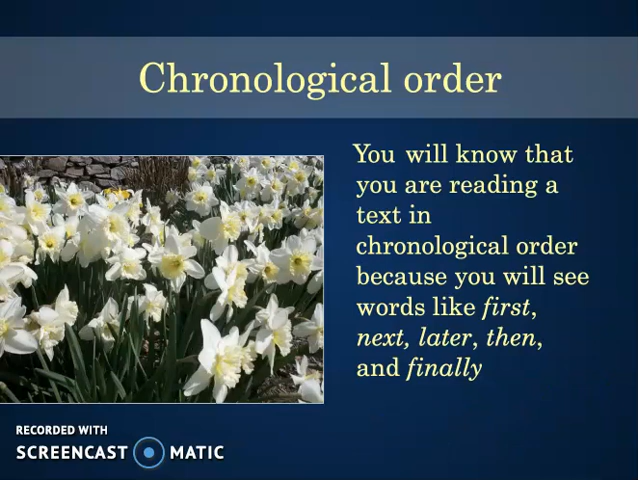 Chronological order
You will know that
you are reading a
text in
chronological order
because you will see
words like first,
next, later, then,
and finally
RECORDED WITH
SCREENCAST MATIC